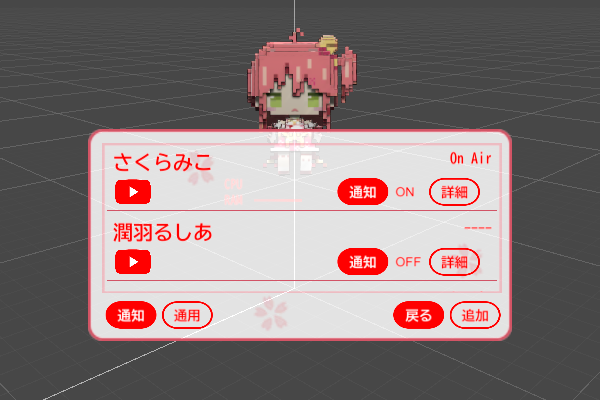 さくらみこ On Air
通知 ON 詳細
潤羽るしあ ----
通知 OFF 詳細
通知 通用 戻る 追加